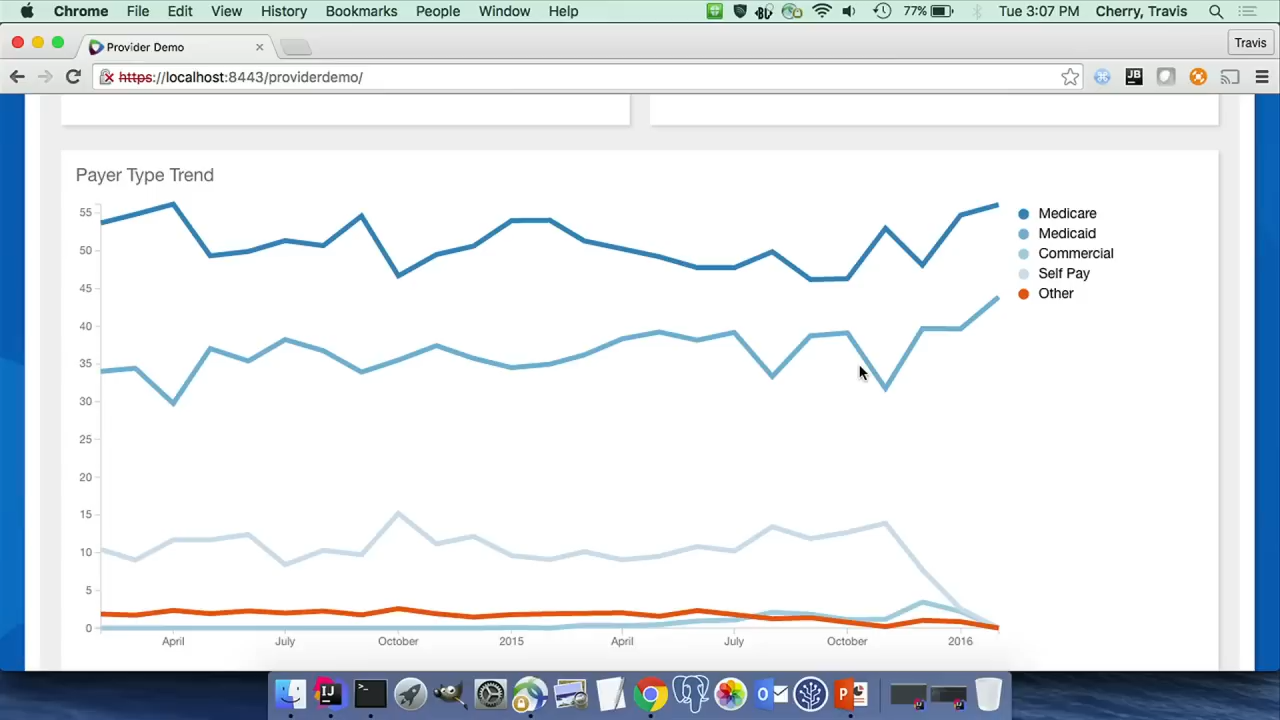 Chrome File Edit View History Bookmarks People Window Help 77% Tue 3:07 PM Cherry, Travis
Provider Demo Travis
https://localhost:8443/providerdemo/ JB
Payer Type Trend
55
50
45
40
35
30
25
20
15
10
5
0
April July October 2015 April July October 2016
Medicare
Medicaid
Commercial
Self Pay
Other
IJ >_ P